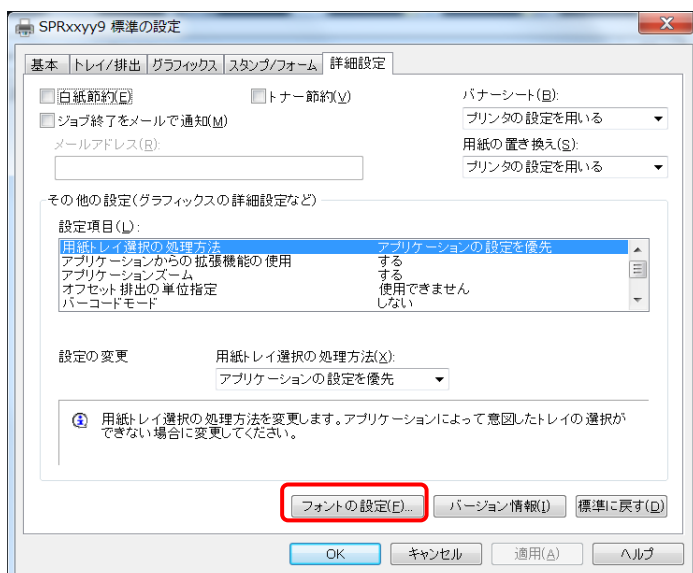 SPRxxyy9 標準の設定
基本 トレイ/排出 グラフィックス スタンプ/フォーム 詳細設定
白紙節約(E) トナー節約(V) バナーシート(B):
ジョブ終了をメールで通知(M) プリンタの設定を用いる
メールアドレス(R): 用紙の置き換え(S):
プリンタの設定を用いる
その他の設定(グラフィックスの詳細設定など)
設定項目(L):
用紙トレイ選択の処理方法 アプリケーションの設定を優先
アプリケーションからの拡張機能の使用 する
アプリケーションズーム する
オフセット排出の単位指定 使用できません
バーコードモード しない
設定の変更 用紙トレイ選択の処理方法(X):
アプリケーションの設定を優先
用紙トレイ選択の処理方法を変更します。アプリケーションによって意図したトレイの選択が
できない場合に変更してください。
フォントの設定(F)... バージョン情報(I) 標準に戻す(D)
OK キャンセル 適用(A) ヘルプ